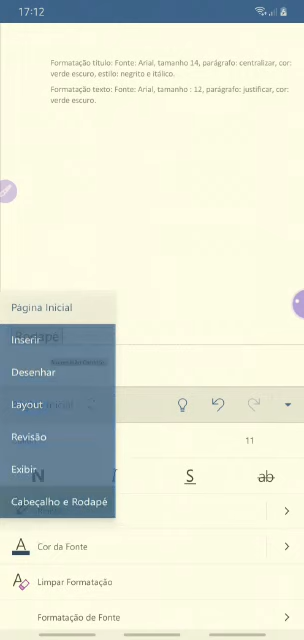 17:12
Formatação título: Fonte: Arial, tamanho 14, parágrafo: centralizar, cor:
verde escuro, estilo: negrito e itálico.
Formatação texto: Fonte: Arial, tamanho : 12, parágrafo: justificar, cor:
verde escuro.
Página Inicial
Rodapé
Inserir
Desenhar
Layout
Revisão
11
Exibir
N I S ab
Cabeçalho e Rodapé
A Cor da Fonte
A Limpar Formatação
Formatação de Fonte